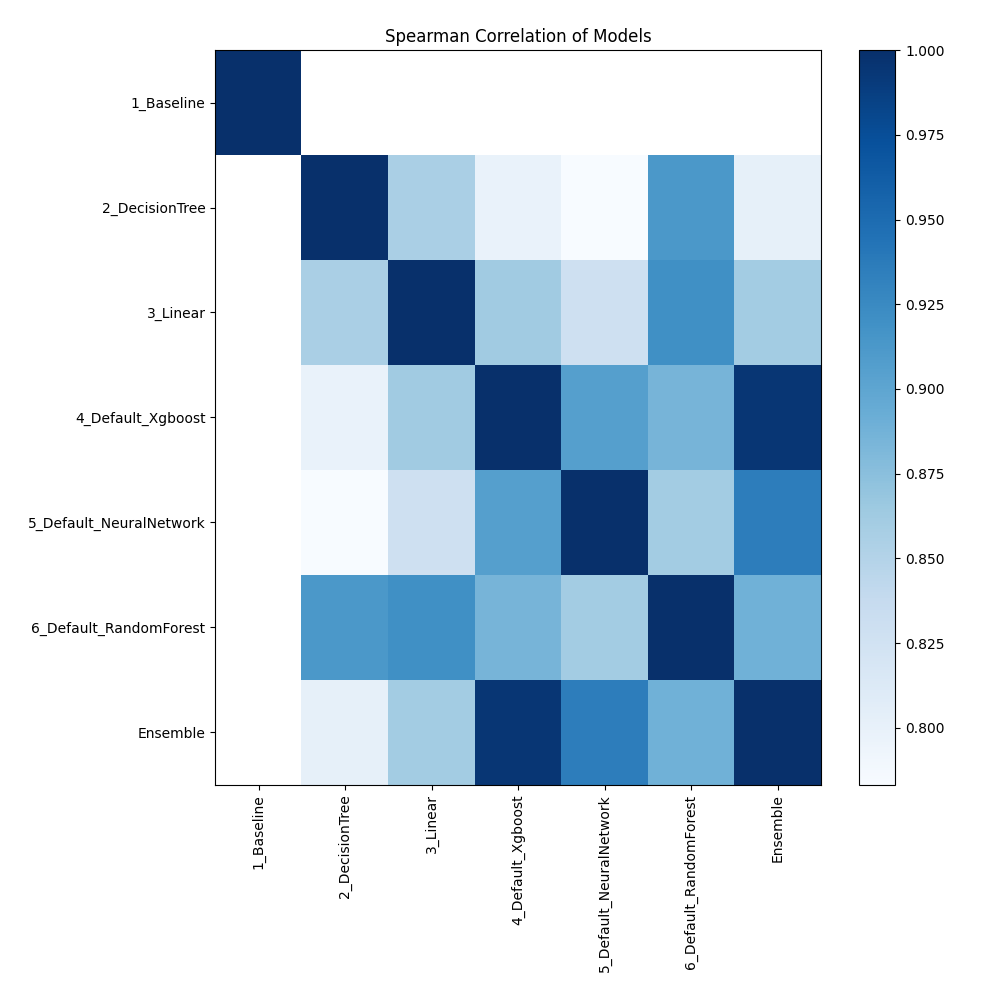 Spearman Correlation of Models
1_Baseline
2_DecisionTree
3_Linear
4_Default_Xgboost
5_Default_NeuralNetwork
6_Default_RandomForest
Ensemble
1_Baseline
2_DecisionTree
3_Linear
4_Default_Xgboost
5_Default_NeuralNetwork
6_Default_RandomForest
Ensemble
1.000
0.975
0.950
0.925
0.900
0.875
0.850
0.825
0.800